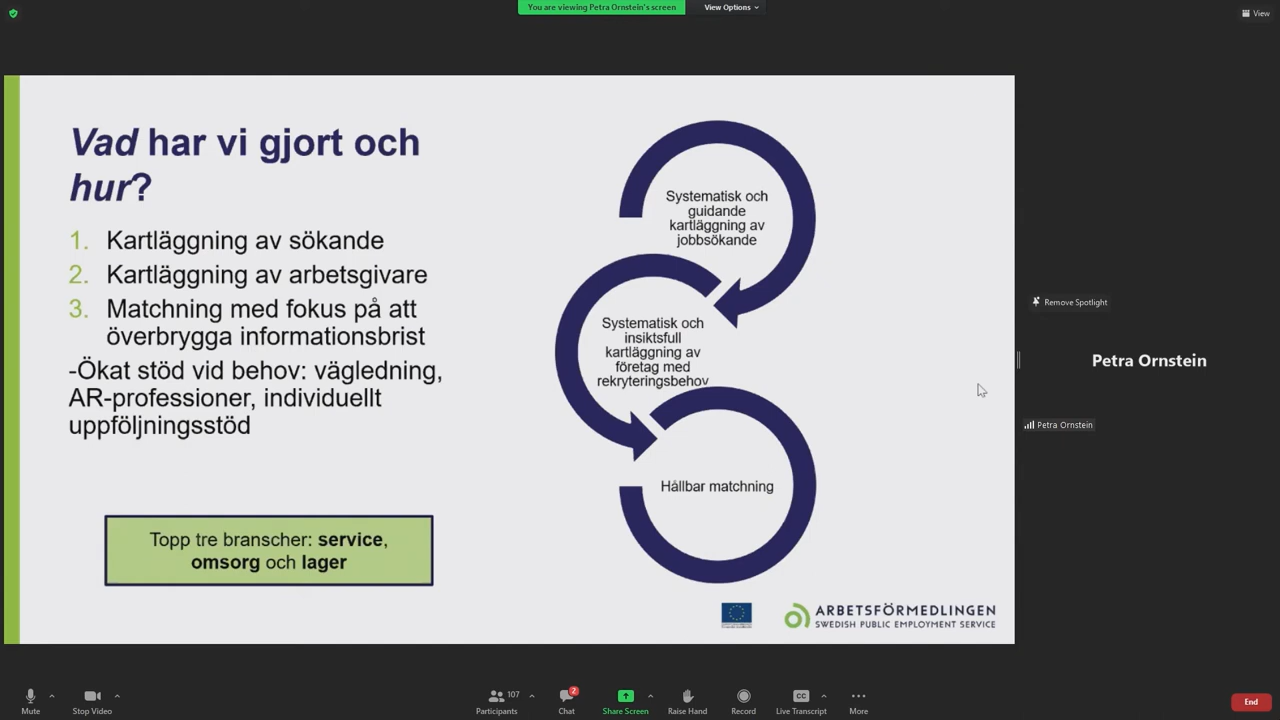 You are viewing Petra Ornstein's screen
View Options
View
Vad har vi gjort och
hur?
1. Kartläggning av sökande
2. Kartläggning av arbetsgivare
3. Matchning med fokus på att
överbrygga informationsbrist
-Ökat stöd vid behov: vägledning,
AR-professioner, individuellt
uppföljningsstöd
Topp tre branscher: service,
omsorg och lager
Systematisk och
guidande
kartläggning av
jobbsökande
Systematisk och
insiktsfull
kartläggning av
företag med
rekryteringsbehov
Hållbar matchning
ARBETSFÖRMEDLINGEN
SWEDISH PUBLIC EMPLOYMENT SERVICE
Remove Spotlight
Petra Ornstein
Petra Ornstein
Mute
Stop Video
107
Participants
2
Chat
Share Screen
Raise Hand
Record
CC
Live Transcript
More
End